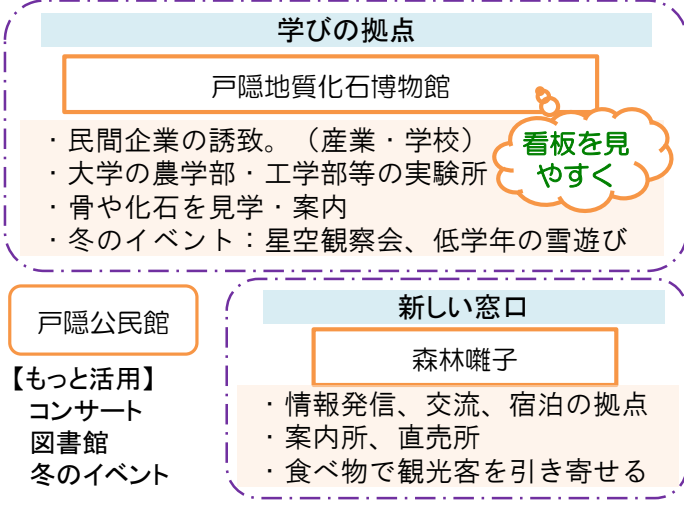 学びの拠点
戸隠地質化石博物館
・民間企業の誘致。（産業・学校）
・大学の農学部・工学部等の実験所
・骨や化石を見学・案内
・冬のイベント：星空観察会、低学年の雪遊び
看板を見
やすく
戸隠公民館
【もっと活用】
コンサート
図書館
冬のイベント
新しい窓口
森林囃子
・情報発信、交流、宿泊の拠点
・案内所、直売所
・食べ物で観光客を引き寄せる